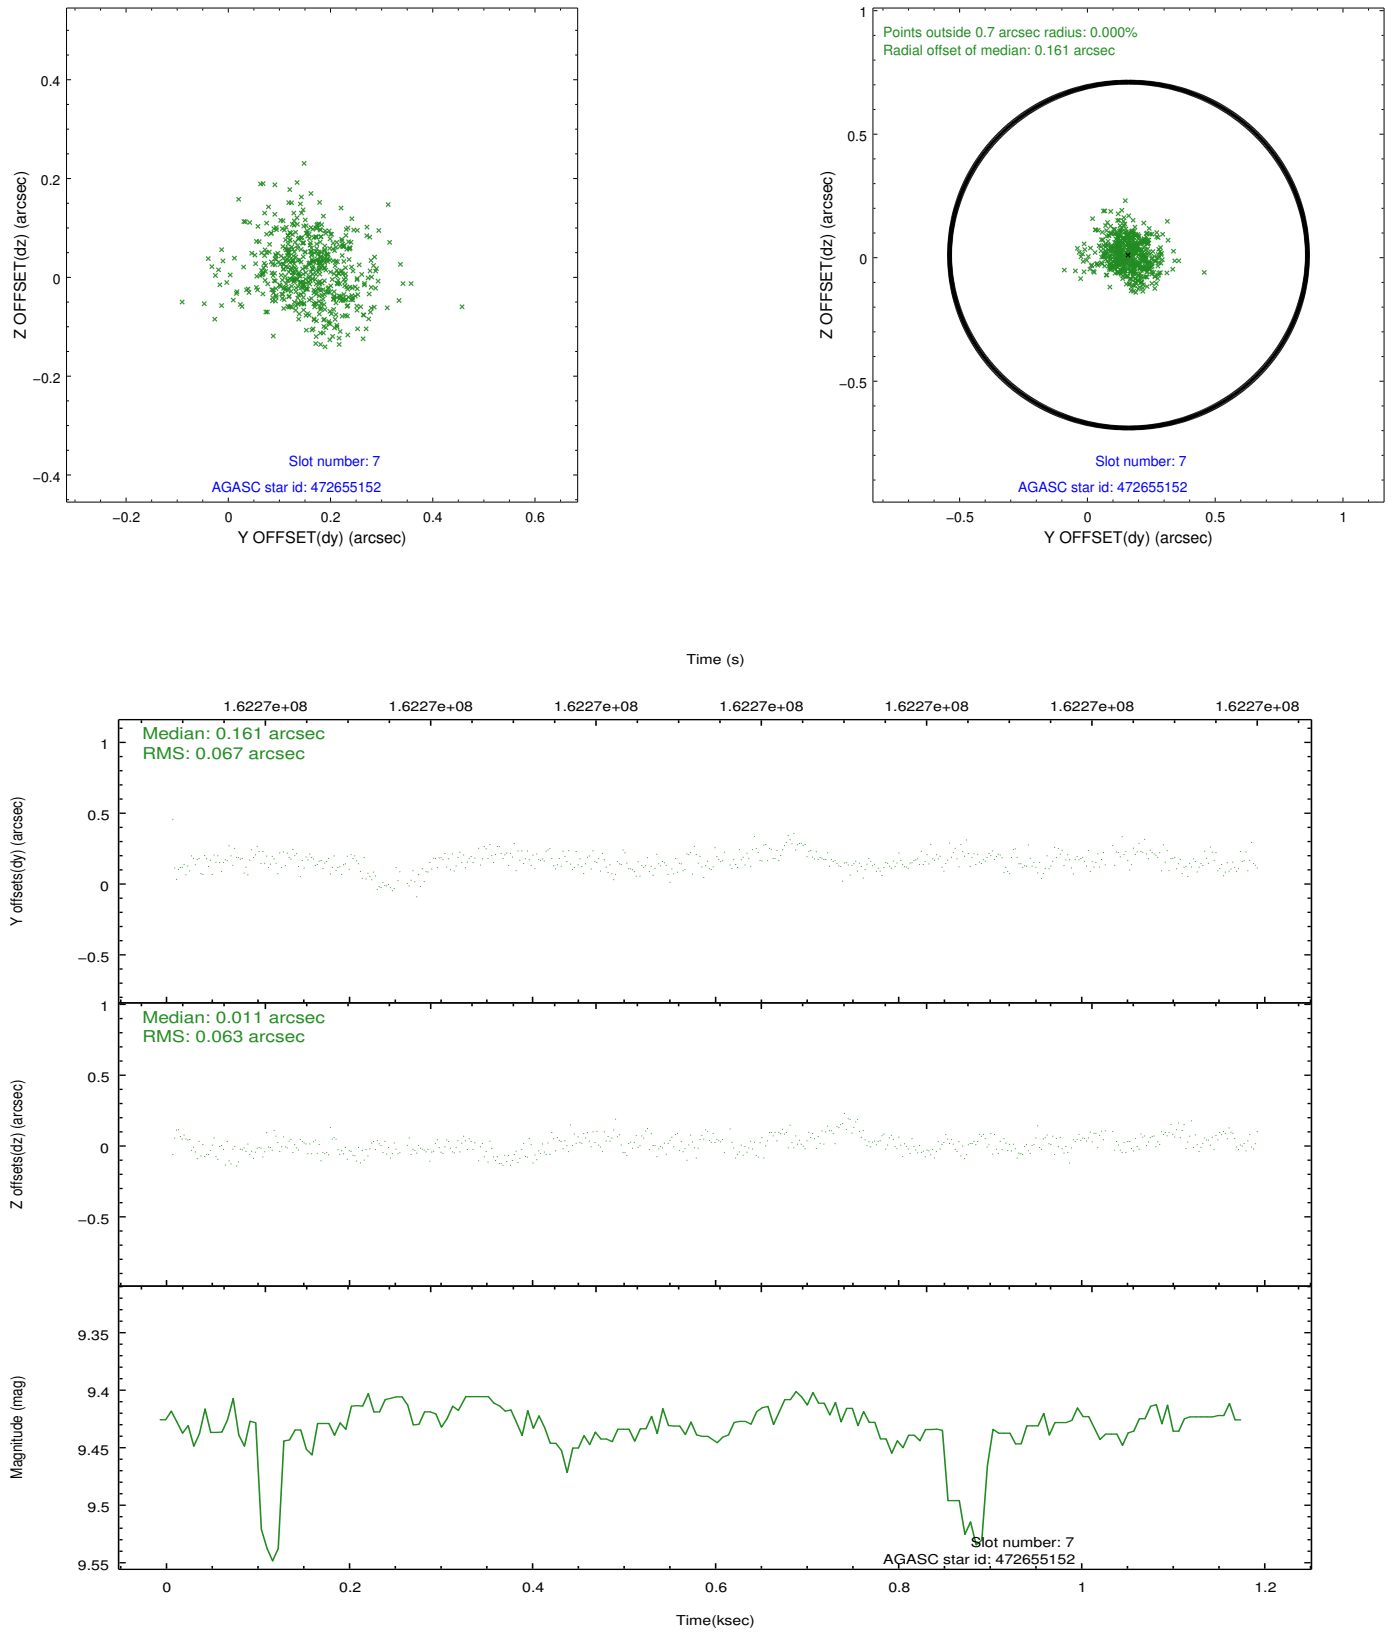 0.4
0.2
0
−0.2
−0.4
Z OFFSET(dz) (arcsec)
Slot number: 7
AGASC star id: 472655152
−0.2
0
0.2
0.4
0.6
Y OFFSET(dy) (arcsec)
1
0.5
0
−0.5
Z OFFSET(dz) (arcsec)
Points outside 0.7 arcsec radius: 0.000%
Radial offset of median: 0.161 arcsec
Slot number: 7
AGASC star id: 472655152
−0.5
0
0.5
1
Y OFFSET(dy) (arcsec)
Time (s)
1.6227e+08
1.6227e+08
1.6227e+08
1.6227e+08
1.6227e+08
1.6227e+08
1.6227e+08
Median: 0.161 arcsec
RMS: 0.067 arcsec
1
0.5
0
−0.5
Y offsets(dy) (arcsec)
Median: 0.011 arcsec
RMS: 0.063 arcsec
1
0.5
0
−0.5
Z offsets(dz) (arcsec)
9.35
9.4
9.45
9.5
9.55
Magnitude (mag)
Slot number: 7
AGASC star id: 472655152
0
0.2
0.4
0.6
0.8
1
1.2
Time(ksec)